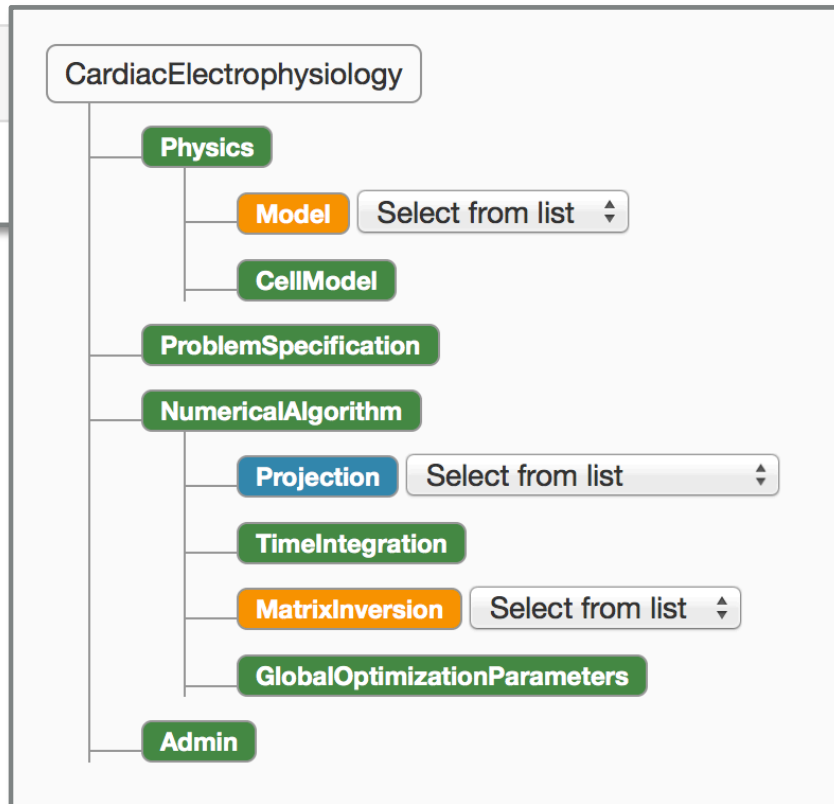 CardiacElectrophysiology
Physics
Model Select from list
CellModel
ProblemSpecification
NumericalAlgorithm
Projection Select from list
TimeIntegration
MatrixInversion Select from list
GlobalOptimizationParameters
Admin